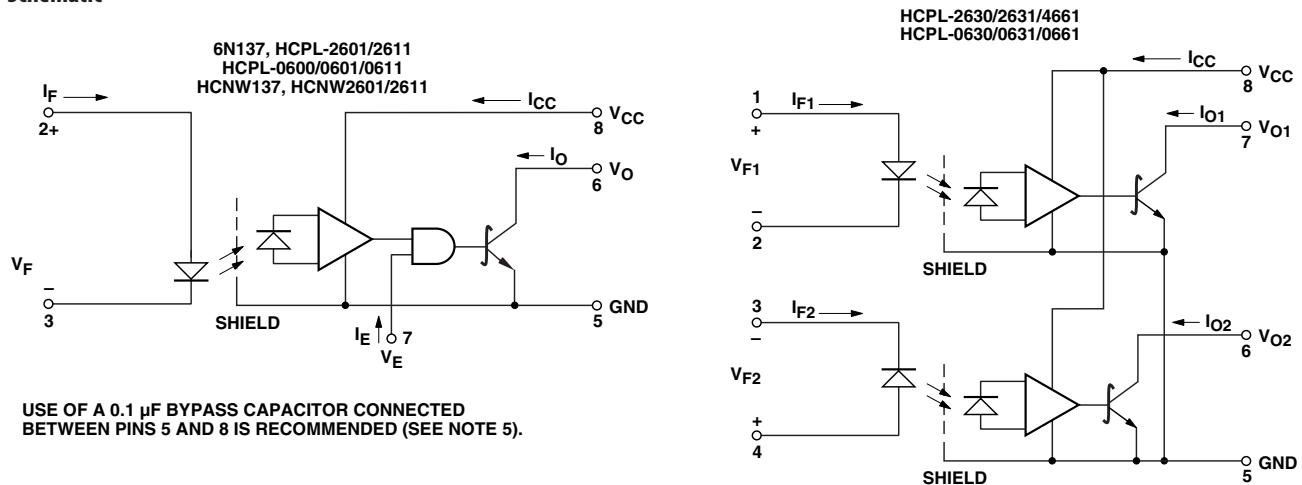 Schematic
6N137, HCPL-2601/2611
HCPL-0600/0601/0611
HCNW137, HCNW2601/2611
IF
2+
ICC
VCC
8
IO
VO
6
VF
–
3
SHIELD
GND
5
IE
7
VE
USE OF A 0.1 µF BYPASS CAPACITOR CONNECTED
BETWEEN PINS 5 AND 8 IS RECOMMENDED (SEE NOTE 5).
HCPL-2630/2631/4661
HCPL-0630/0631/0661
ICC
VCC
8
1
+
IF1
IO1
VO1
7
VF1
–
2
SHIELD
3
–
IF2
IO2
VO2
6
VF2
+
4
SHIELD
GND
5